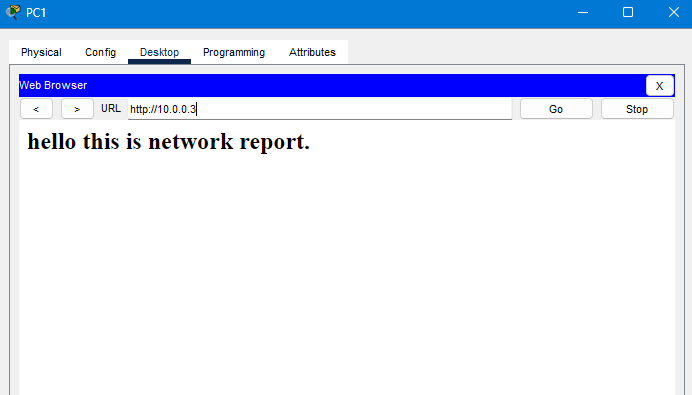 PC1
Physical Config Desktop Programming Attributes
Web Browser X
< > URL http://10.0.0.3 Go Stop
hello this is network report.